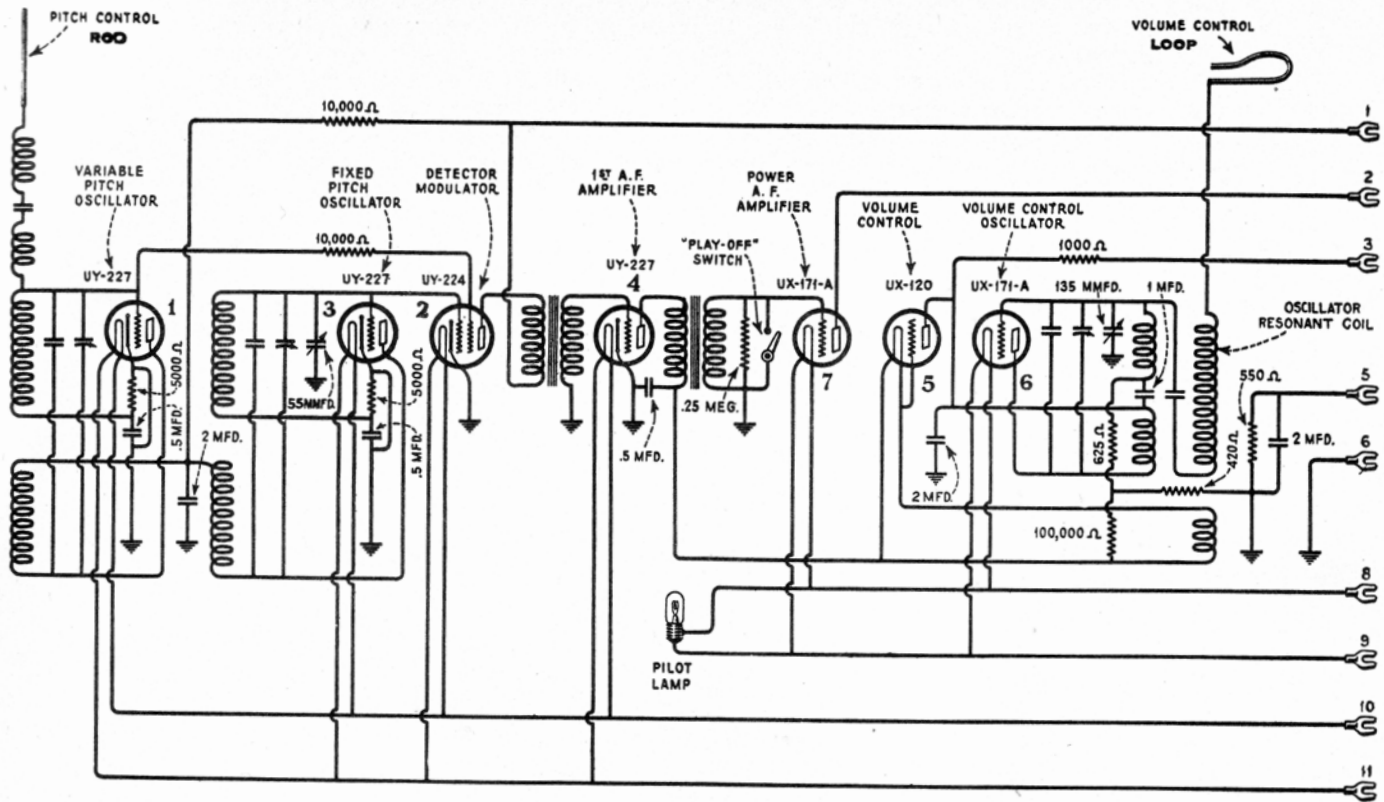 PITCH CONTROL
ROD
VOLUME CONTROL
LOOP
10,000 Ω
1
VARIABLE
PITCH
OSCILLATOR
FIXED
PITCH
OSCILLATOR
DETECTOR
MODULATOR
1ST A.F.
AMPLIFIER
POWER
A. F.
AMPLIFIER
VOLUME
CONTROL
VOLUME CONTROL
OSCILLATOR
2
10,000 Ω
"PLAY-OFF"
SWITCH
1000 Ω
3
UY-227
UY-227
UY-224
UY-227
UX-171-A
UX-120
UX-171-A
135 MMFD.
1 MFD.
OSCILLATOR
RESONANT COIL
1
3
2
4
7
5
6
5000 Ω
.5 MFD.
2 MFD.
55MMFD.
5000 Ω
.5 MFD.
.5 MFD.
.25 MEG.
2 MFD.
625 Ω
100,000 Ω
420 Ω
550 Ω
2 MFD.
5
6
PILOT
LAMP
8
9
10
11